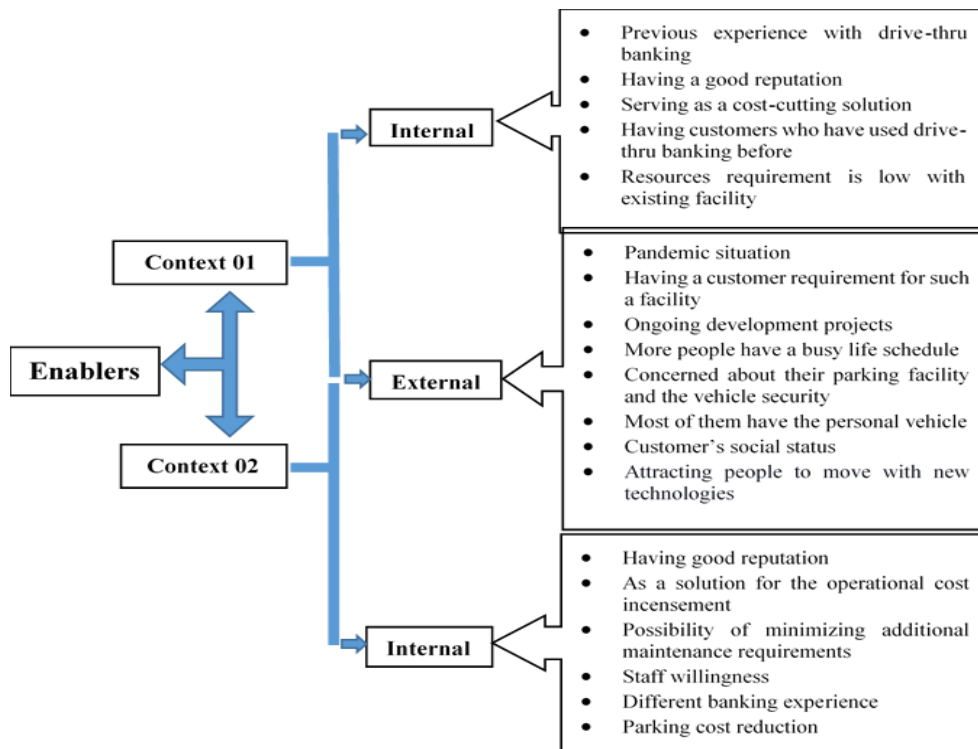 Previous experience with drive-thru
banking
Having a good reputation
Serving as a cost-cutting solution
Having customers who have used drive-
thru banking before
Resources requirement is low with
existing facility
Internal
Context 01
Enablers
Context 02
External
Pandemic situation
Having a customer requirement for such
a facility
Ongoing development projects
More people have a busy life schedule
Concerned about their parking facility
and the vehicle security
Most of them have the personal vehicle
Customer's social status
Attracting people to move with new
technologies
Internal
Having good reputation
As a solution for the operational cost
incensement
Possibility of minimizing additional
maintenance requirements
Staff willingness
Different banking experience
Parking cost reduction